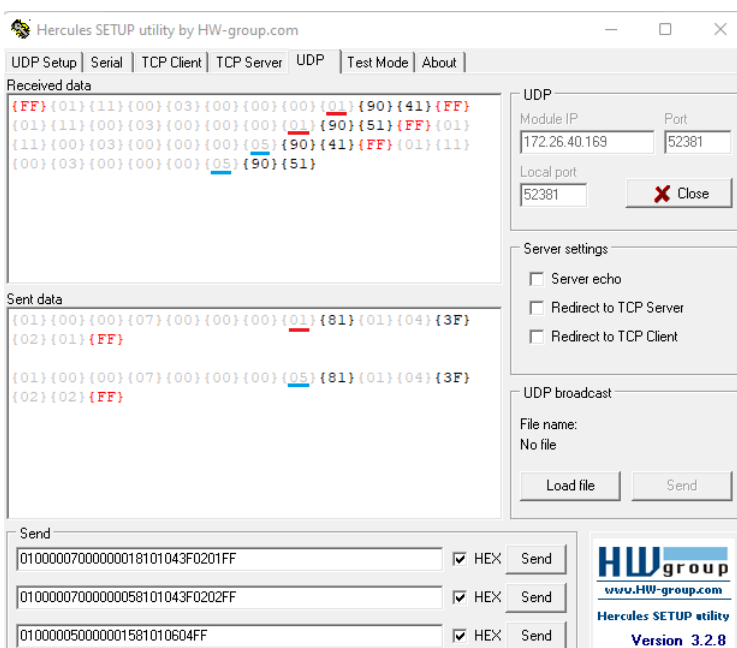 Hercules SETUP utility by HW-group.com
UDP Setup Serial TCP Client TCP Server UDP Test Mode About
Received data
{FF}{01}{11}{00}{03}{00}{00}{00}{01}{90}{41}{FF}
{01}{11}{00}{03}{00}{00}{00}{01}{90}{51}{FF}{01}
{11}{00}{03}{00}{00}{00}{05}{90}{41}{FF}{01}{11}
{00}{03}{00}{00}{00}{05}{90}{51}
Sent data
{01}{00}{00}{07}{00}{00}{00}{01}{81}{01}{04}{3F}
{02}{01}{FF}
{01}{00}{00}{07}{00}{00}{00}{05}{81}{01}{04}{3F}
{02}{02}{FF}
UDP
Module IP Port
172.26.40.169 52381
Local port
52381 Close
Server settings
Server echo
Redirect to TCP Server
Redirect to TCP Client
UDP broadcast
File name:
No file
Load file Send
Send
01000007000000018101043F0201FF HEX Send
01000007000000058101043F0202FF HEX Send
010000050000001581010604FF HEX Send
HWgroup
www.HW-group.com
Hercules SETUP utility
Version 3.2.8